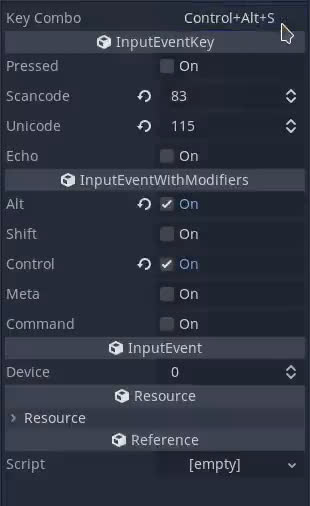 Key Combo Control+Alt+S
InputEventKey
Pressed On
Scancode 83
Unicode 115
Echo On
InputEventWithModifiers
Alt On
Shift On
Control On
Meta On
Command On
InputEvent
Device 0
Resource
Resource
Reference
Script [empty]